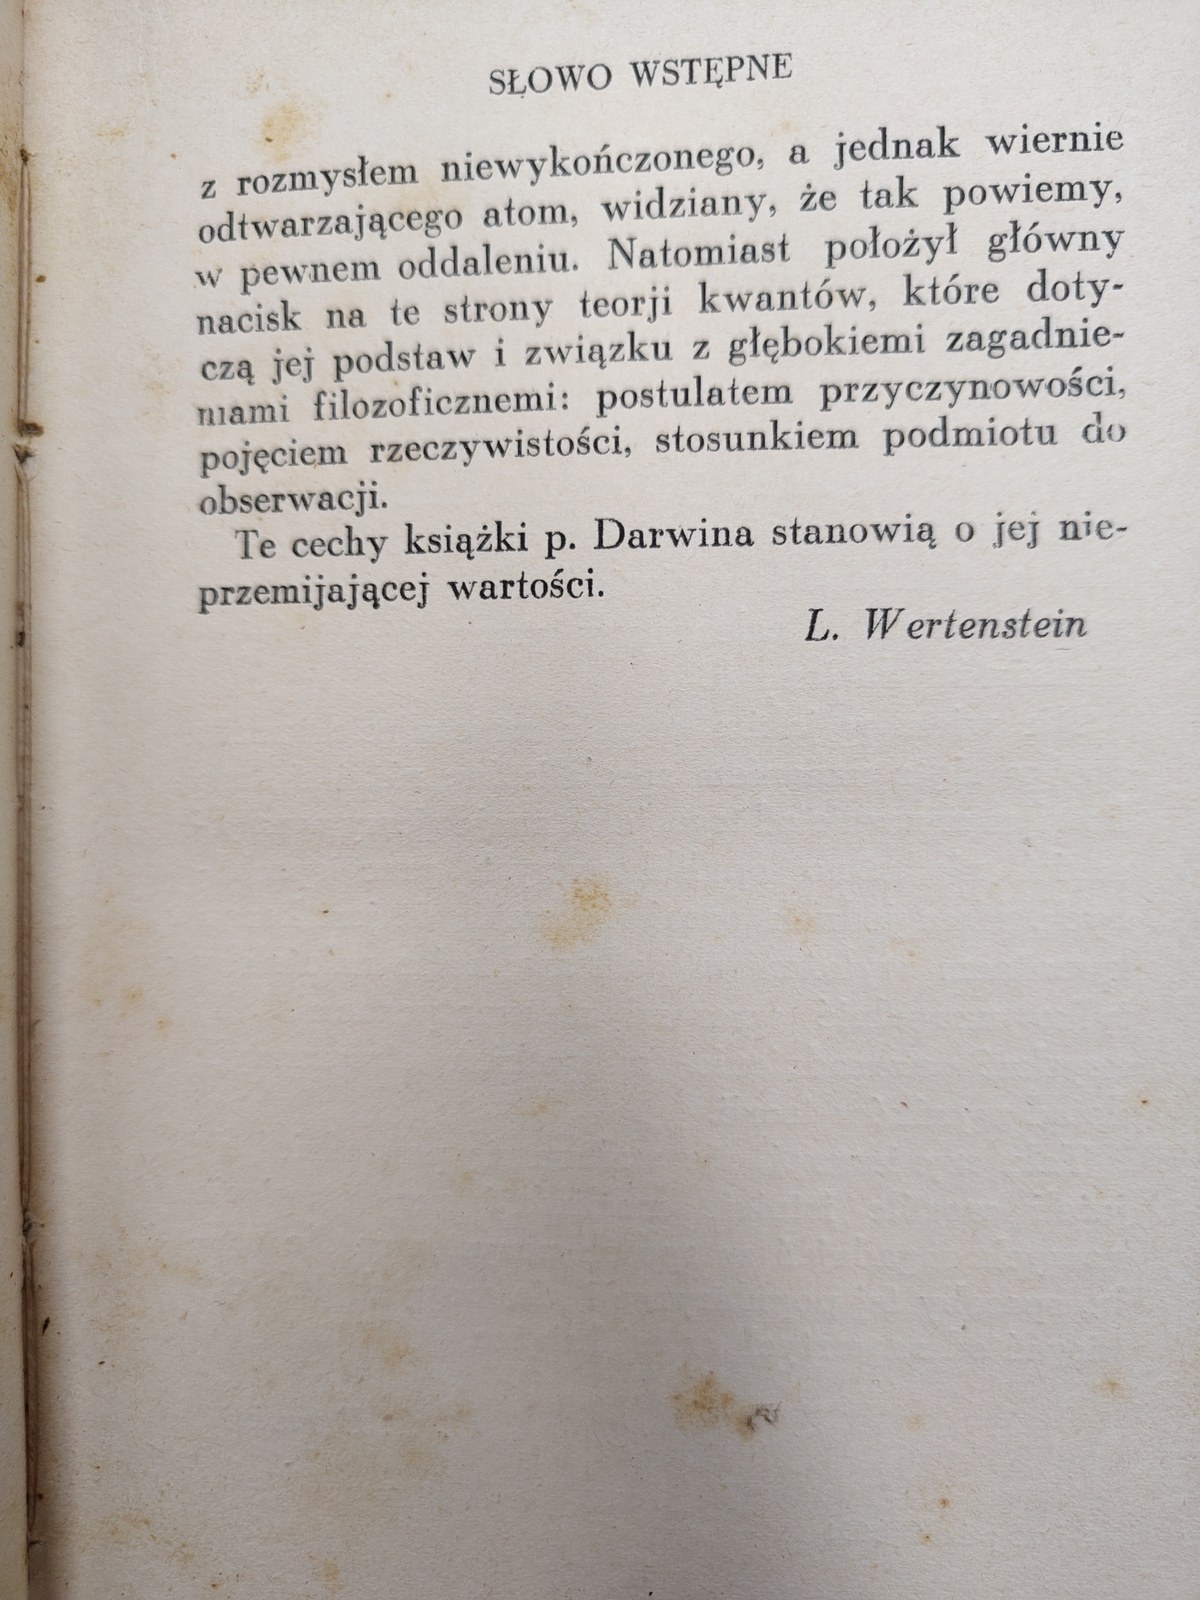 SŁOWO WSTĘPNE
z rozmysłem niewykończonego, a jednak wiernie
odtwarzającego atom, widziany, że tak powiemy,
w pewnem oddaleniu. Natomiast położył główny
nacisk na te strony teorji kwantów, które doty-
czą jej podstaw i związku z głębokiemi zagadnie-
niami filozoficznemi: postulatem przyczynowości,
pojęciem rzeczywistości, stosunkiem podmiotu do
obserwacji.
Te cechy książki p. Darwina stanowią o jej nie-
przemijającej wartości.
L. Wertenstein